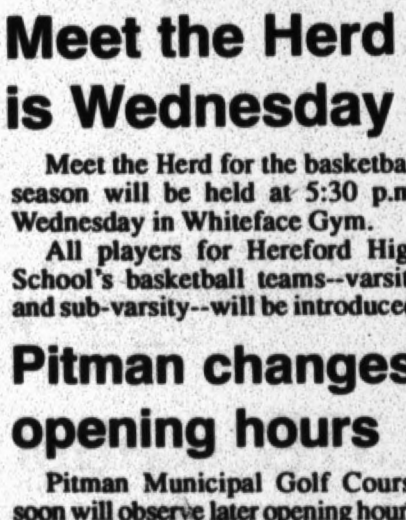 Meet the Herd
is Wednesday
Meet the Herd for the basketba
season will be held at 5:30 p.m
Wednesday in Whiteface Gym.
All players for Hereford Hig
School's basketball teams--varsit
and sub-varsity--will be introduce
Pitman changes
opening hours
Pitman Municipal Golf Cours
soon will observe later opening hour